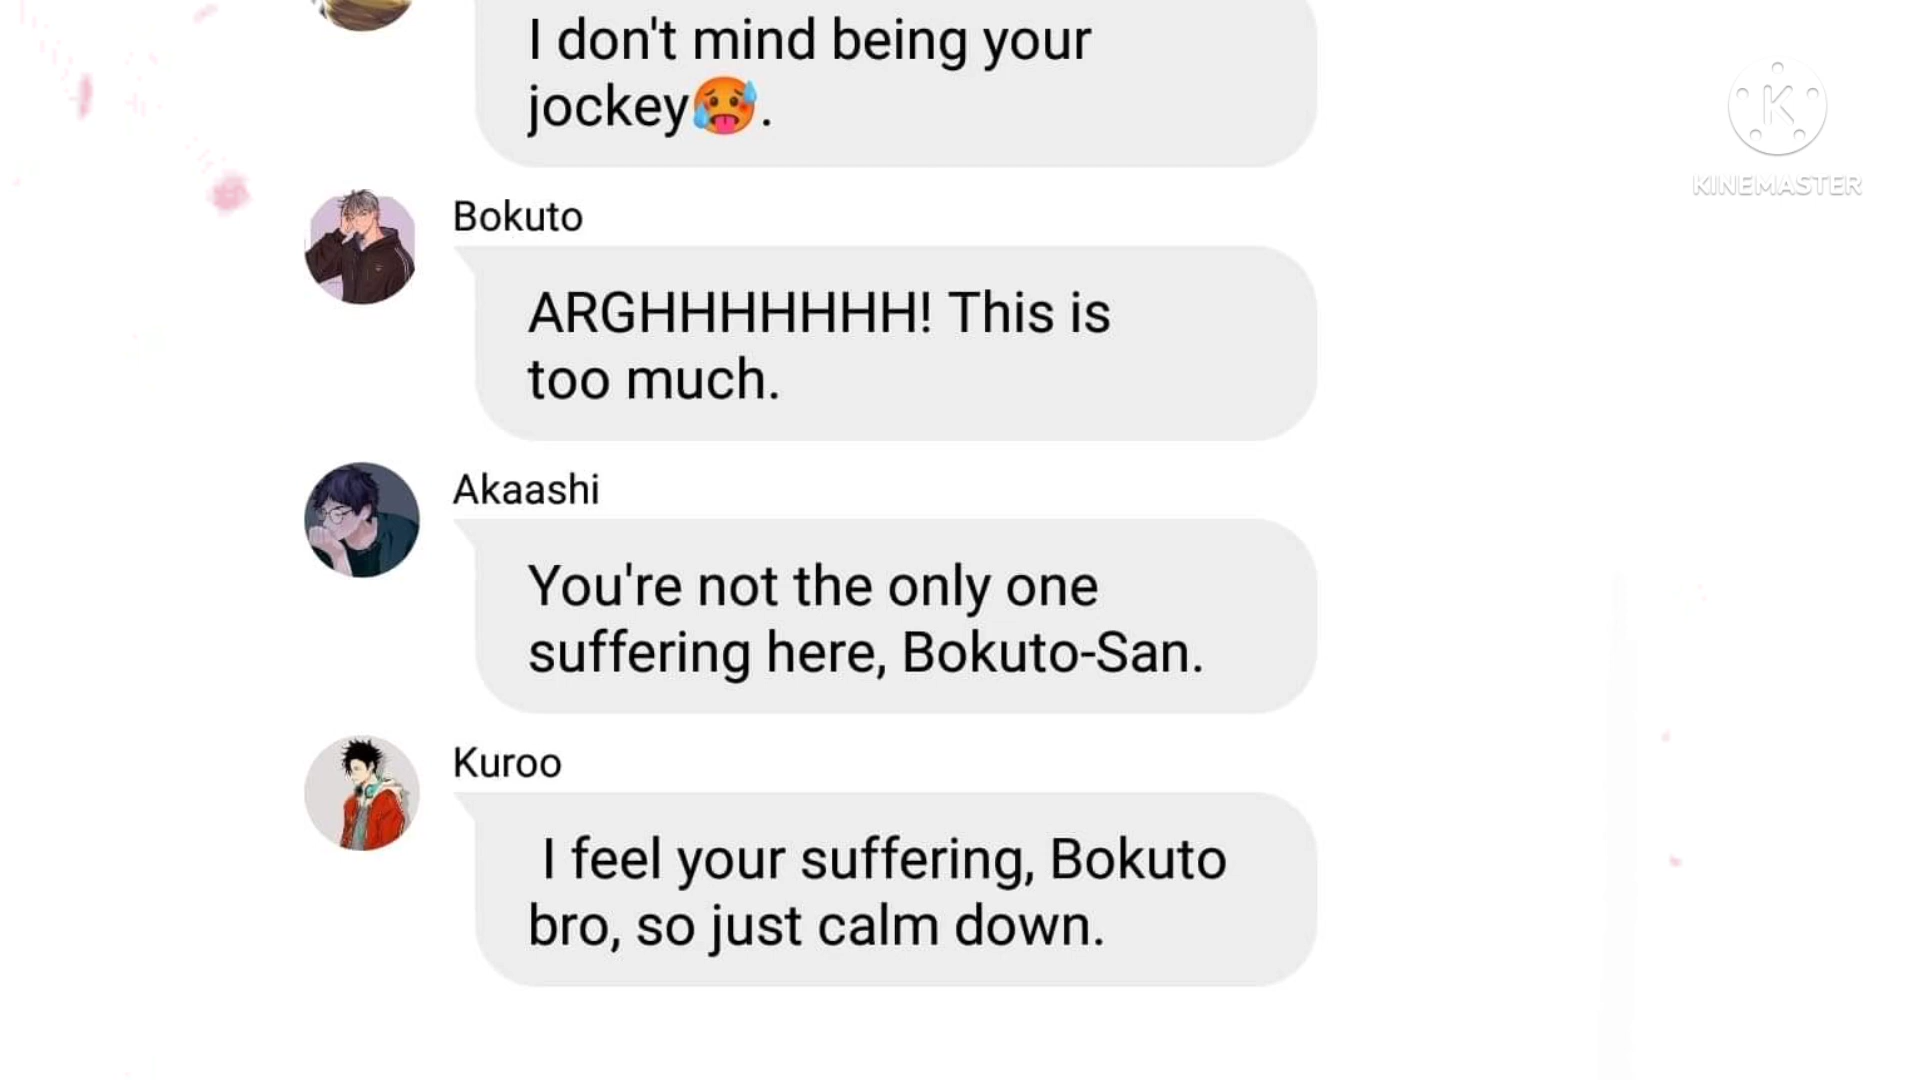 I don't mind being your
jockey🥵.
KINEMASTER
Bokuto
ARGHHHHHHH! This is
too much.
Akaashi
You're not the only one
suffering here, Bokuto-San.
Kuroo
I feel your suffering, Bokuto
bro, so just calm down.